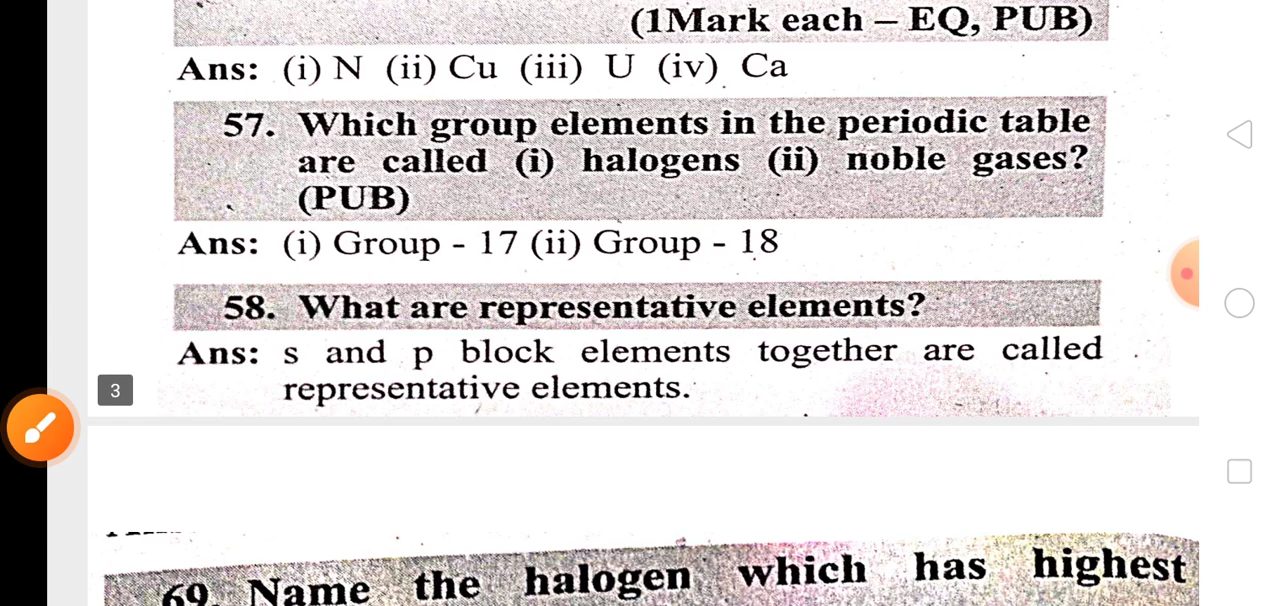 (1Mark each – EQ, PUB)
Ans: (i) N (ii) Cu (iii) U (iv) Ca
57. Which group elements in the periodic table
are called (i) halogens (ii) noble gases?
(PUB)
Ans: (i) Group - 17 (ii) Group - 18
58. What are representative elements?
Ans: s and p block elements together are called
representative elements.
3
69. Name the halogen which has highest